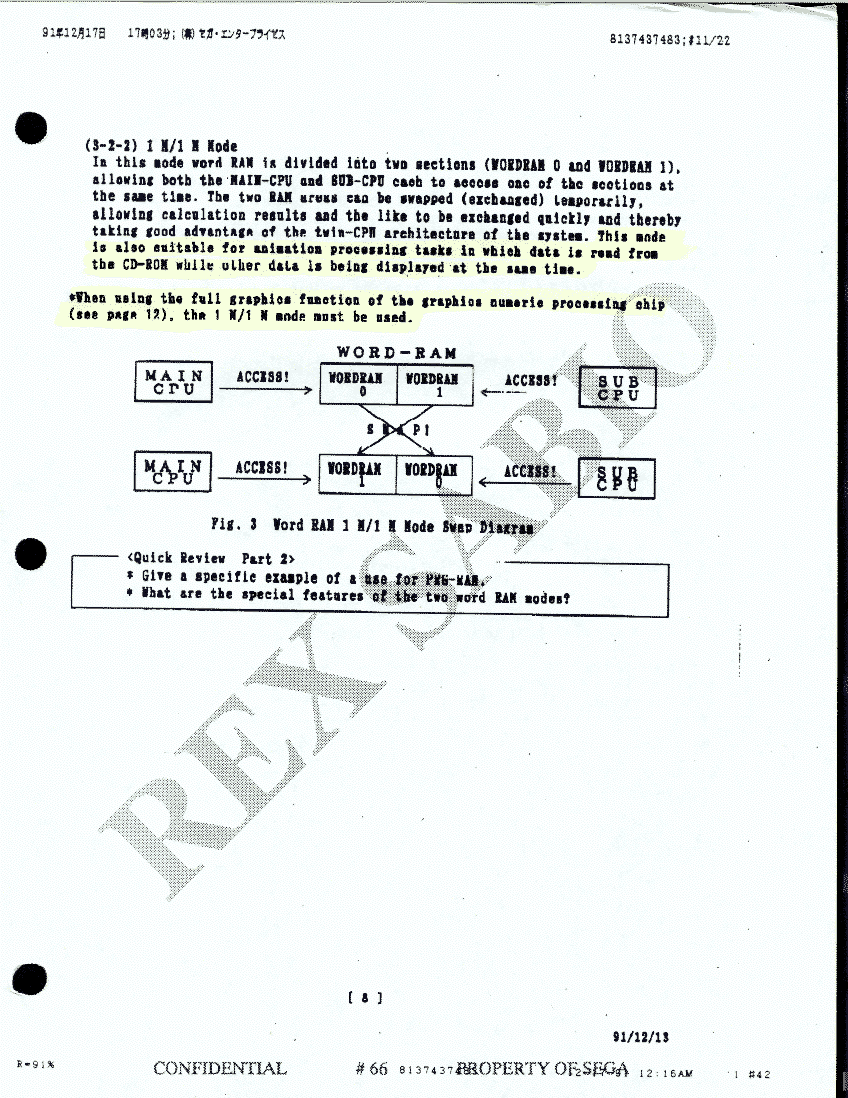 91年12月17日 17時03分; (株) セガ・エンタープライゼス 8137437483;#11/22
(3-2-2) 1 M/1 M Mode
In this mode word RAM is divided into two sections (WORDRAM 0 and WORDRAM 1),
allowing both the MAIN-CPU and SUB-CPU each to access one of the sections at
the same time. The two RAM areas can be swapped (exchanged) temporarily,
allowing calculation results and the like to be exchanged quickly and thereby
taking good advantage of the twin-CPU architecture of the system. This mode
is also suitable for animation processing tasks in which data is read from
the CD-ROM while other data is being displayed at the same time.
*When using the full graphics function of the graphics numeric processing chip
(see page 12), the 1 M/1 M mode must be used.
WORD-RAM
MAIN CPU ACCESS! WORDRAM 0 WORDRAM 1 ACCESS! SUB CPU
SWAP!
MAIN CPU ACCESS! WORDRAM 1 WORDRAM 0 ACCESS! SUB CPU
Fig. 3 Word RAM 1 M/1 M Mode Swap Diagram
<Quick Review Part 2>
* Give a specific example of a use for PRG-RAM.
* What are the special features of the two word RAM modes?
REX SABIO
[ 8 ]
91/12/13
R=91% CONFIDENTIAL #66 PROPERTY OF SEGA 12:16AM #42